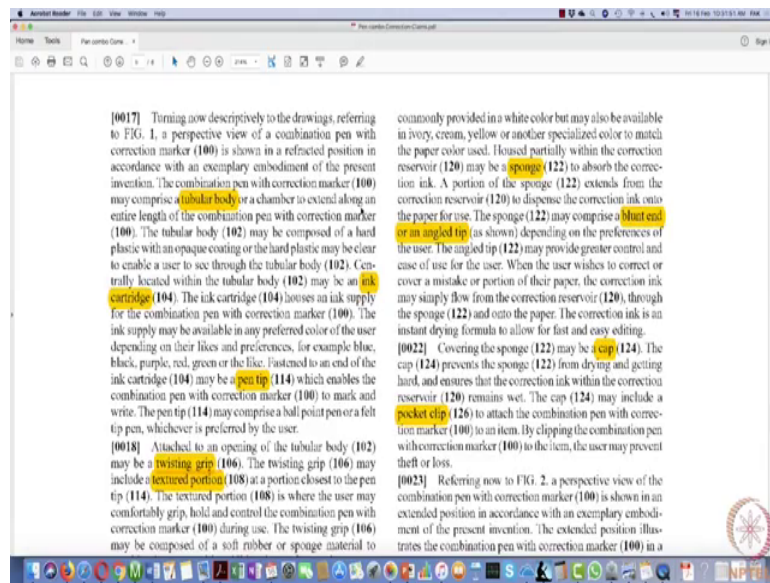 Acrobat Reader File Edit View Window Help
Fri 16 Feb 10:51:51 AM
Pen combo Correction-Claims.pdf
Home Tools Pen combo Corre... ×
Sign
[0017] Turning now descriptively to the drawings, referring
to FIG. 1, a perspective view of a combination pen with
correction marker (100) is shown in a refracted position in
accordance with an exemplary embodiment of the present
invention. The combination pen with correction marker (100)
may comprise a tubular body or a chamber to extend along an
entire length of the combination pen with correction marker
(100). The tubular body (102) may be composed of a hard
plastic with an opaque coating or the hard plastic may be clear
to enable a user to see through the tubular body (102). Cen-
trally located within the tubular body (102) may be an ink
cartridge (104). The ink cartridge (104) houses an ink supply
for the combination pen with correction marker (100). The
ink supply may be available in any preferred color of the user
depending on their likes and preferences, for example blue,
black, purple, red, green or the like. Fastened to an end of the
ink cartridge (104) may be a pen tip (114) which enables the
combination pen with correction marker (100) to mark and
write. The pen tip (114) may comprise a ball point pen or a felt
tip pen, whichever is preferred by the user.
[0018] Attached to an opening of the tubular body (102)
may be a twisting grip (106). The twisting grip (106) may
include a textured portion (108) at a portion closest to the pen
tip (114). The textured portion (108) is where the user may
comfortably grip, hold and control the combination pen with
correction marker (100) during use. The twisting grip (106)
may be composed of a soft rubber or sponge material to
commonly provided in a white color but may also be available
in ivory, cream, yellow or another specialized color to match
the paper color used. Housed partially within the correction
reservoir (120) may be a sponge (122) to absorb the correc-
tion ink. A portion of the sponge (122) extends from the
correction reservoir (120) to dispense the correction ink onto
the paper for use. The sponge (122) may comprise a blunt end
or an angled tip (as shown) depending on the preferences of
the user. The angled tip (122) may provide greater control and
ease of use for the user. When the user wishes to correct or
cover a mistake or portion of their paper, the correction ink
may simply flow from the correction reservoir (120), through
the sponge (122) and onto the paper. The correction ink is an
instant drying formula to allow for fast and easy editing.
[0022] Covering the sponge (122) may be a cap (124). The
cap (124) prevents the sponge (122) from drying and getting
hard, and ensures that the correction ink within the correction
reservoir (120) remains wet. The cap (124) may include a
pocket clip (126) to attach the combination pen with correc-
tion marker (100) to an item. By clipping the combination pen
with correction marker (100) to the item, the user may prevent
theft or loss.
[0023] Referring now to FIG. 2, a perspective view of the
combination pen with correction marker (100) is shown in an
extended position in accordance with an exemplary embodi-
ment of the present invention. The extended position illus-
trates the combination pen with correction marker (100) in a
NPTEL